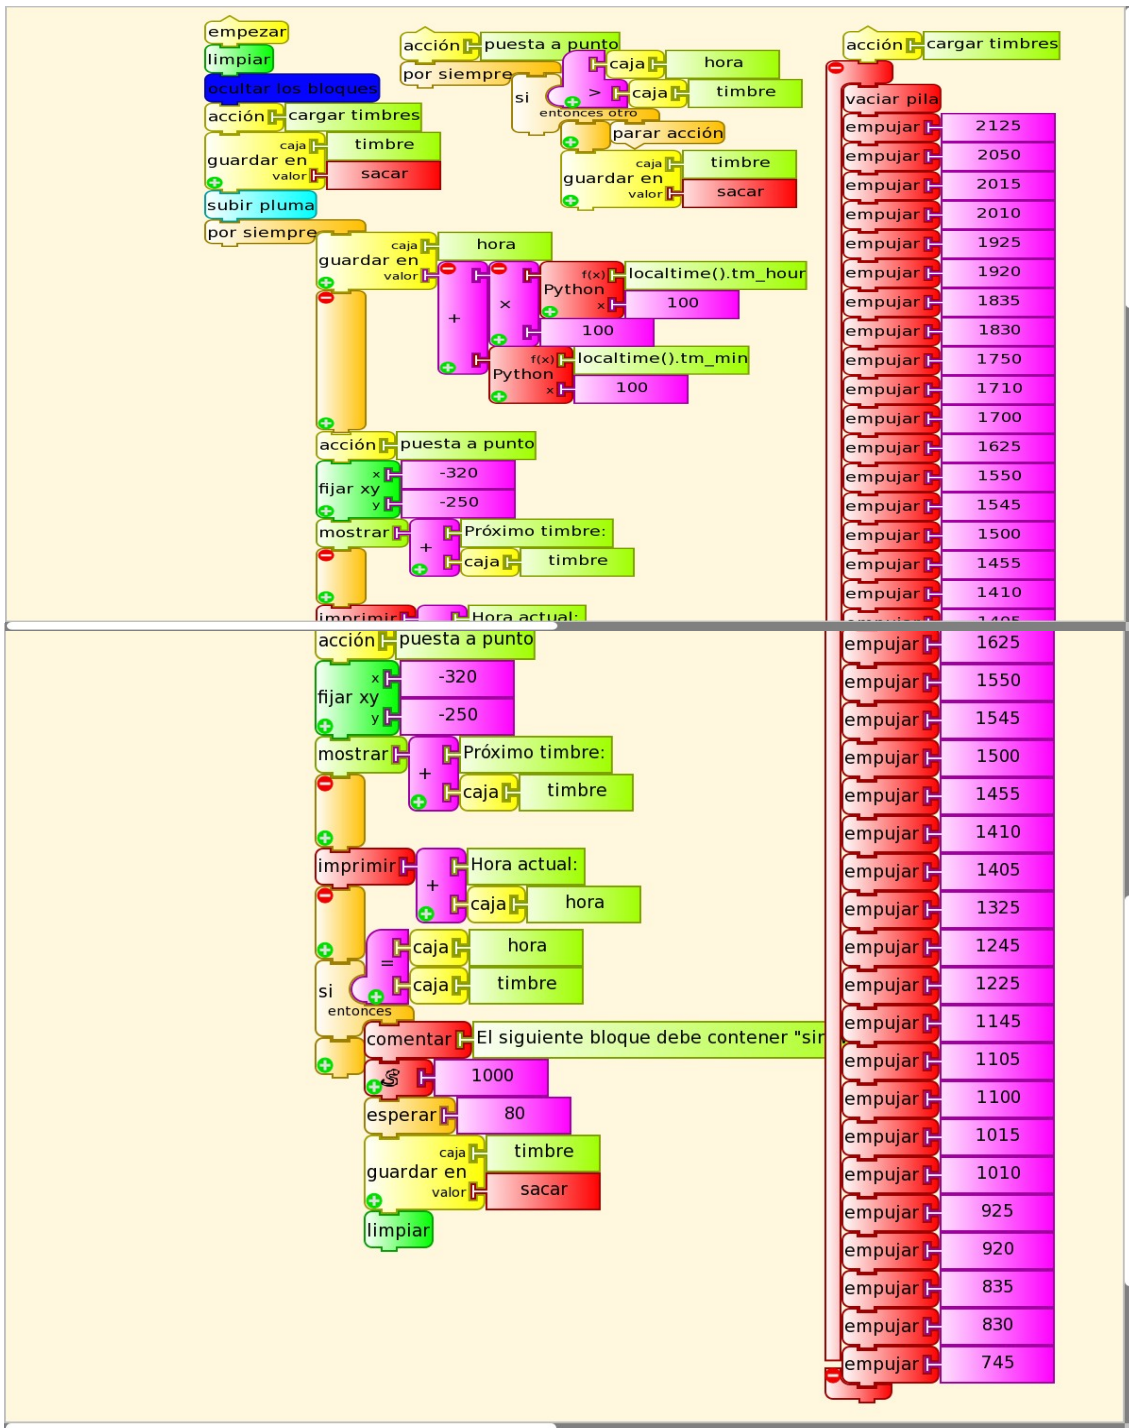 empezar
limpiar
ocultar los bloques
acción cargar timbres
guardar en caja timbre
valor sacar
subir pluma
por siempre
guardar en caja hora
valor + x Python f(x) localtime().tm_hour
x 100
100
Python f(x) localtime().tm_min
x 100
acción puesta a punto
fijar xy x -320
y -250
mostrar + Próximo timbre:
caja timbre
imprimir Hora actual:
acción puesta a punto
por siempre
si > caja hora
caja timbre
entonces otro
parar acción
guardar en caja timbre
valor sacar
acción cargar timbres
vaciar pila
empujar 2125
empujar 2050
empujar 2015
empujar 2010
empujar 1925
empujar 1920
empujar 1835
empujar 1830
empujar 1750
empujar 1710
empujar 1700
empujar 1625
empujar 1550
empujar 1545
empujar 1500
empujar 1455
empujar 1410
empujar 1405
acción puesta a punto
fijar xy x -320
y -250
mostrar + Próximo timbre:
caja timbre
imprimir + Hora actual:
caja hora
si = caja hora
caja timbre
entonces
comentar El siguiente bloque debe contener "sir
1000
esperar 80
guardar en caja timbre
valor sacar
limpiar
empujar 1625
empujar 1550
empujar 1545
empujar 1500
empujar 1455
empujar 1410
empujar 1405
empujar 1325
empujar 1245
empujar 1225
empujar 1145
empujar 1105
empujar 1100
empujar 1015
empujar 1010
empujar 925
empujar 920
empujar 835
empujar 830
empujar 745